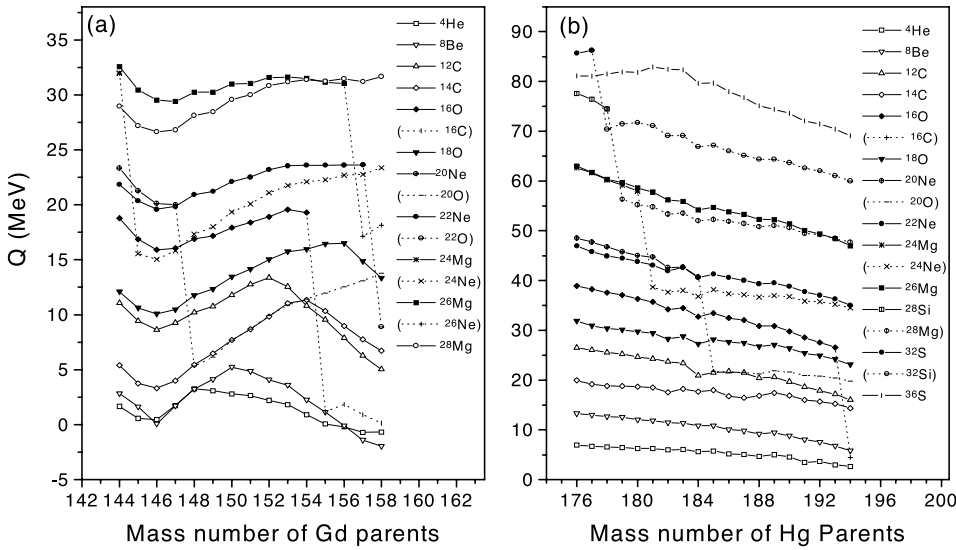 (a)
Q (MeV)
35
30
25
20
15
10
5
0
-5
142 144 146 148 150 152 154 156 158 160 162
Mass number of Gd parents
⁴He
⁸Be
¹²C
¹⁴C
¹⁶O
( ¹⁶C)
¹⁸O
²⁰Ne
( ²⁰O)
²²Ne
( ²²O)
²⁴Mg
( ²⁴Ne)
²⁶Mg
( ²⁶Ne)
²⁸Mg
(b)
90
80
70
60
50
40
30
20
10
0
176 180 184 188 192 196 200
Mass number of Hg Parents
⁴He
⁸Be
¹²C
¹⁴C
¹⁶O
( ¹⁶C)
¹⁸O
²⁰Ne
( ²⁰O)
²²Ne
²⁴Mg
( ²⁴Ne)
²⁶Mg
²⁸Si
( ²⁸Mg)
³²S
( ³²Si)
³⁶S